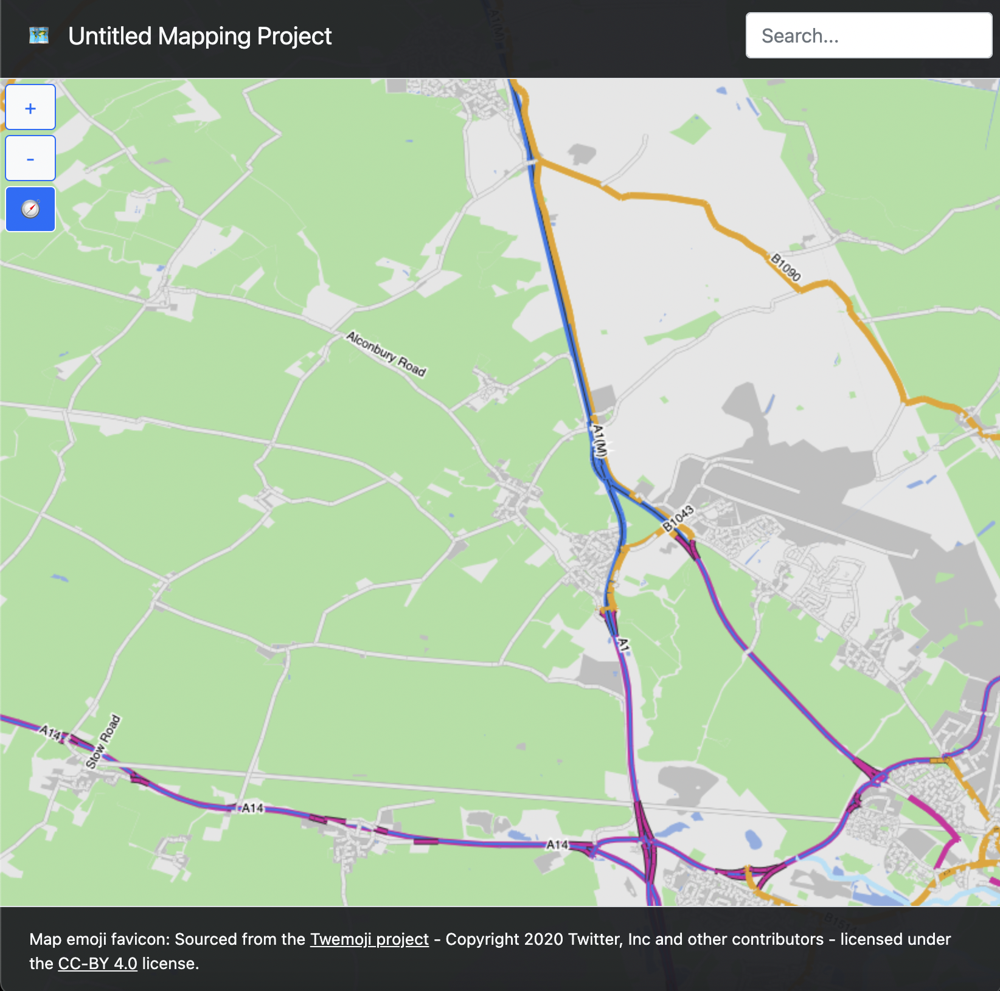 A1(M)
Untitled Mapping Project
Search...
+
-
B1090
Alconbury Road
A1(M)
B1043
A1
A14
Stow Road
A14
A14
B1514
Map emoji favicon: Sourced from the Twemoji project - Copyright 2020 Twitter, Inc and other contributors - licensed under
the CC-BY 4.0 license.